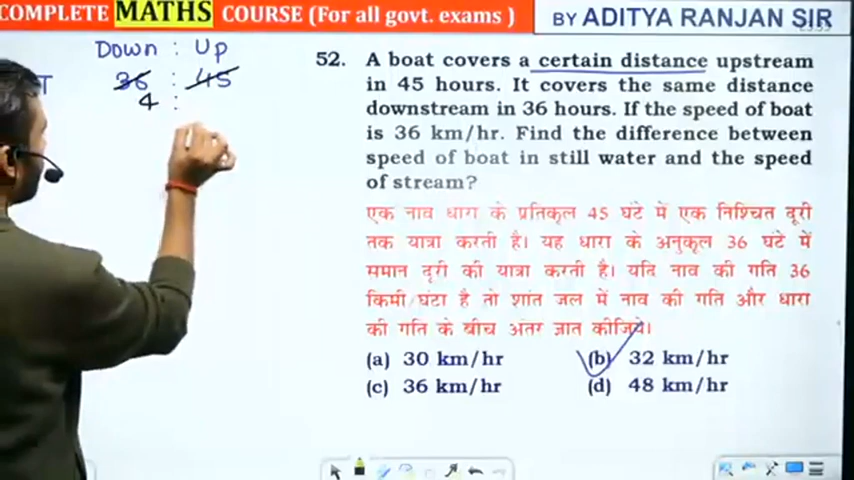 COMPLETE MATHS COURSE (For all govt. exams)
BY ADITYA RANJAN SIR
Down : Up
T 36 : 45
4 :
52. A boat covers a certain distance upstream
in 45 hours. It covers the same distance
downstream in 36 hours. If the speed of boat
is 36 km/hr. Find the difference between
speed of boat in still water and the speed
of stream?
एक नाव धारा के प्रतिकूल 45 घंटे में एक निश्चित दूरी
तक यात्रा करती है। यह धारा के अनुकूल 36 घंटे में
समान दूरी की यात्रा करती है। यदि नाव की गति 36
किमी/घंटा है तो शांत जल में नाव की गति और धारा
की गति के बीच अंतर ज्ञात कीजिये।
(a) 30 km/hr (b) 32 km/hr
(c) 36 km/hr (d) 48 km/hr